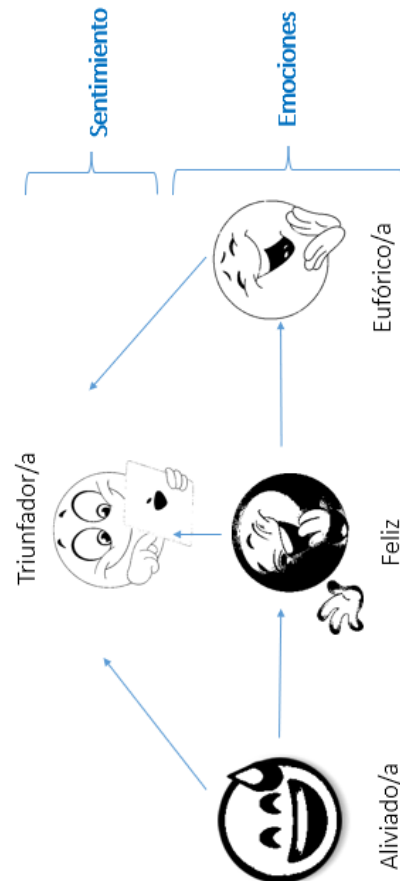 Sentimiento
Emociones
Triunfador/a
Aliviado/a
Feliz
Eufórico/a